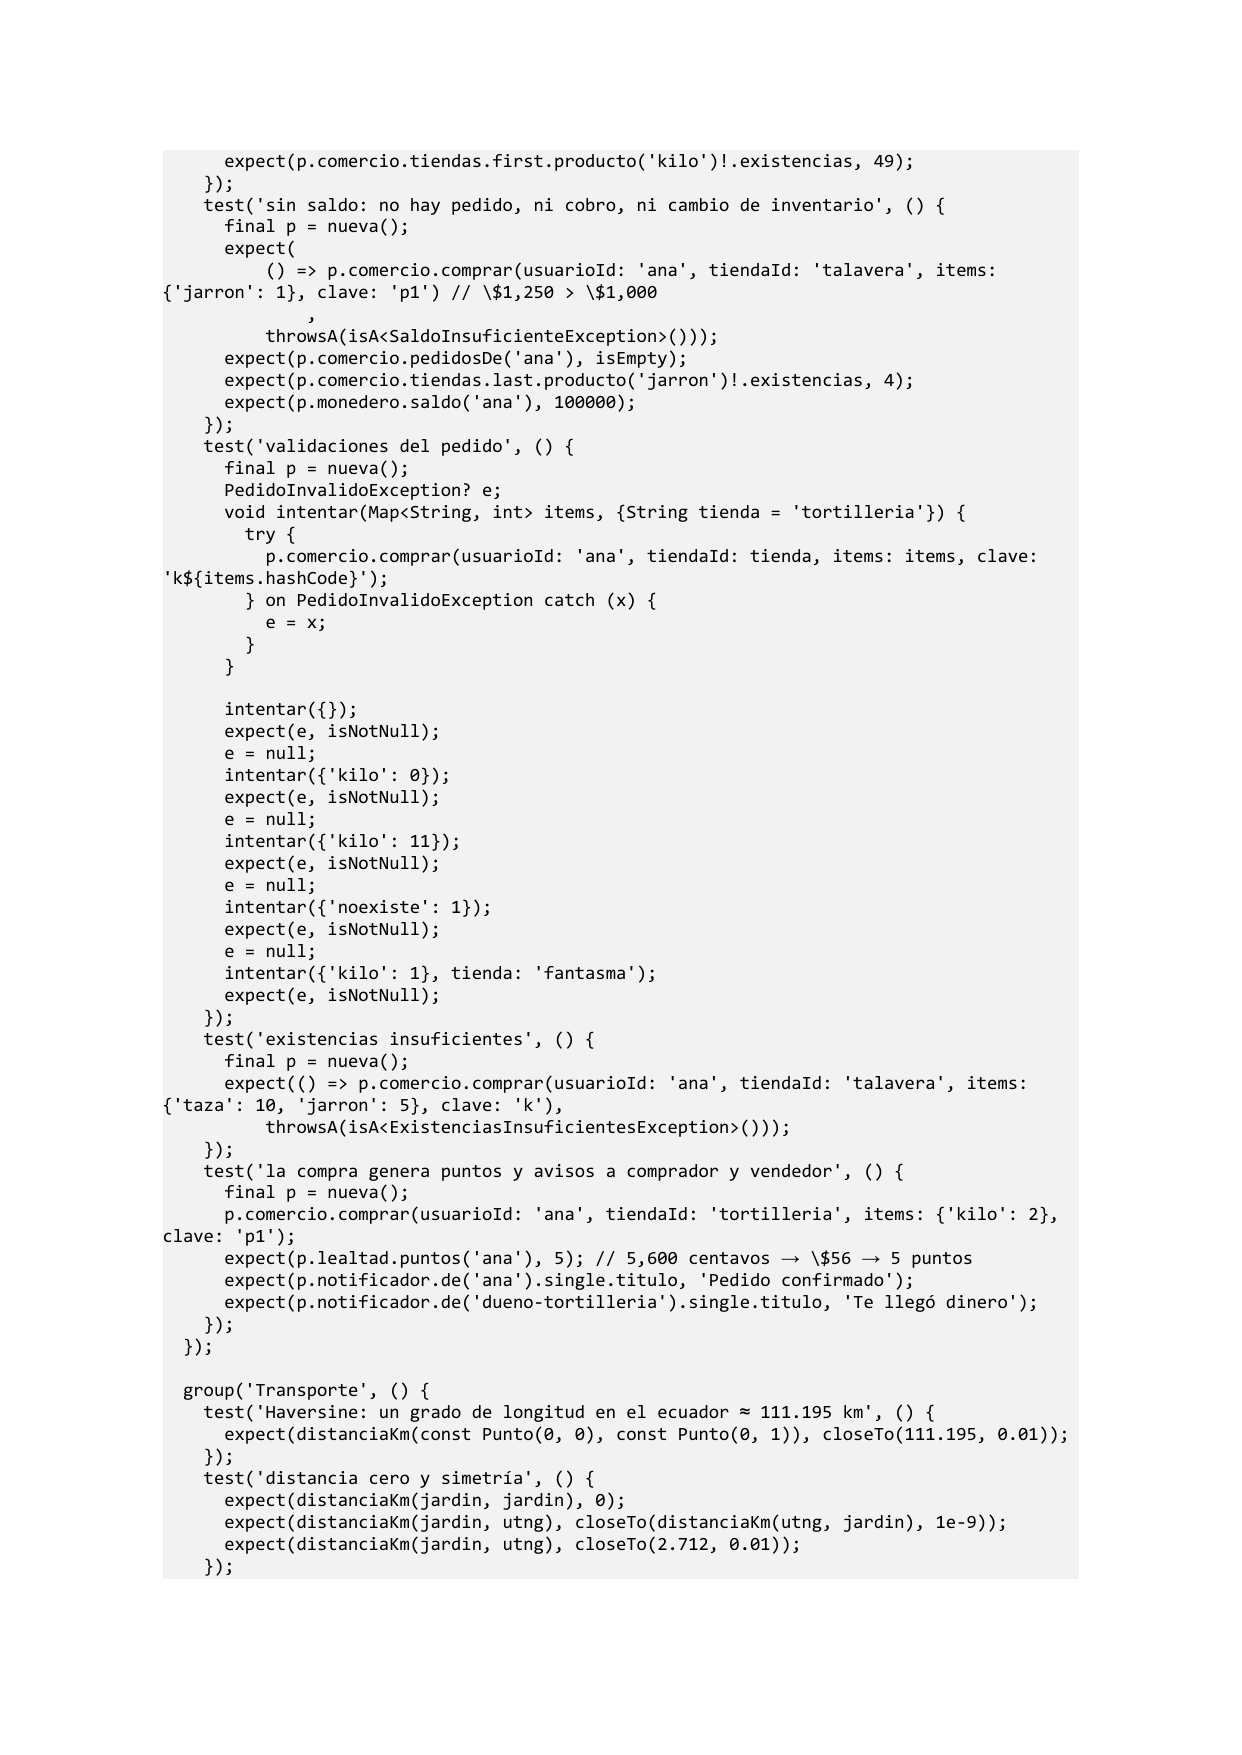 expect(p.comercio.tiendas.first.producto('kilo')!.existencias, 49);
    });
    test('sin saldo: no hay pedido, ni cobro, ni cambio de inventario', () {
      final p = nueva();
      expect(
          () => p.comercio.comprar(usuarioId: 'ana', tiendaId: 'talavera', items:
{'jarron': 1}, clave: 'p1') // \$1,250 > \$1,000
              ,
          throwsA(isA<SaldoInsuficienteException>()));
      expect(p.comercio.pedidosDe('ana'), isEmpty);
      expect(p.comercio.tiendas.last.producto('jarron')!.existencias, 4);
      expect(p.monedero.saldo('ana'), 100000);
    });
    test('validaciones del pedido', () {
      final p = nueva();
      PedidoInvalidoException? e;
      void intentar(Map<String, int> items, {String tienda = 'tortilleria'}) {
        try {
          p.comercio.comprar(usuarioId: 'ana', tiendaId: tienda, items: items, clave:
'k${items.hashCode}');
        } on PedidoInvalidoException catch (x) {
          e = x;
        }
      }

      intentar({});
      expect(e, isNotNull);
      e = null;
      intentar({'kilo': 0});
      expect(e, isNotNull);
      e = null;
      intentar({'kilo': 11});
      expect(e, isNotNull);
      e = null;
      intentar({'noexiste': 1});
      expect(e, isNotNull);
      e = null;
      intentar({'kilo': 1}, tienda: 'fantasma');
      expect(e, isNotNull);
    });
    test('existencias insuficientes', () {
      final p = nueva();
      expect(() => p.comercio.comprar(usuarioId: 'ana', tiendaId: 'talavera', items:
{'taza': 10, 'jarron': 5}, clave: 'k'),
          throwsA(isA<ExistenciasInsuficientesException>()));
    });
    test('la compra genera puntos y avisos a comprador y vendedor', () {
      final p = nueva();
      p.comercio.comprar(usuarioId: 'ana', tiendaId: 'tortilleria', items: {'kilo': 2},
clave: 'p1');
      expect(p.lealtad.puntos('ana'), 5); // 5,600 centavos → \$56 → 5 puntos
      expect(p.notificador.de('ana').single.titulo, 'Pedido confirmado');
      expect(p.notificador.de('dueno-tortilleria').single.titulo, 'Te llegó dinero');
    });
  });

  group('Transporte', () {
    test('Haversine: un grado de longitud en el ecuador ≈ 111.195 km', () {
      expect(distanciaKm(const Punto(0, 0), const Punto(0, 1)), closeTo(111.195, 0.01));
    });
    test('distancia cero y simetría', () {
      expect(distanciaKm(jardin, jardin), 0);
      expect(distanciaKm(jardin, utng), closeTo(distanciaKm(utng, jardin), 1e-9));
      expect(distanciaKm(jardin, utng), closeTo(2.712, 0.01));
    });